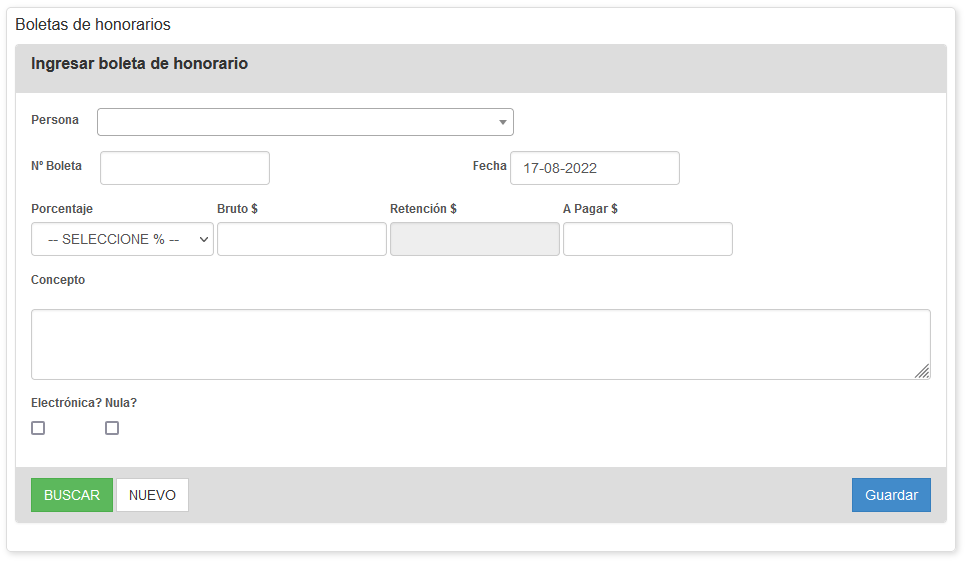 Boletas de honorarios
Ingresar boleta de honorario
Persona
Nº Boleta
Fecha 17-08-2022
Porcentaje Bruto $ Retención $ A Pagar $
-- SELECCIONE % --
Concepto
Electrónica? Nula?
BUSCAR NUEVO Guardar